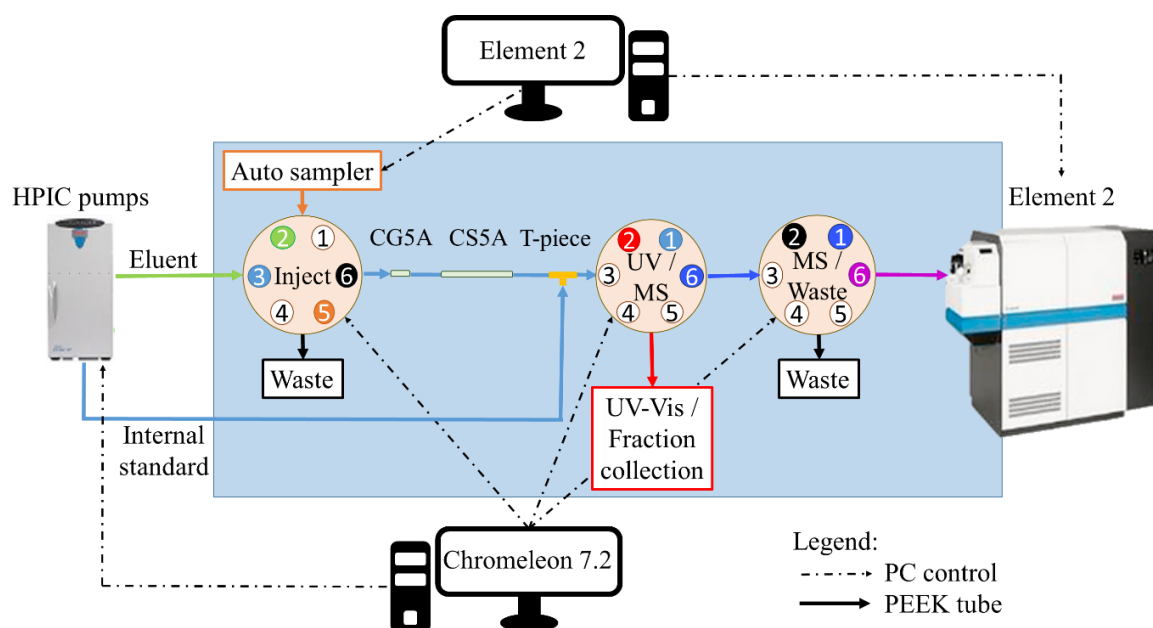 Element 2
Auto sampler
HPIC pumps
Element 2
CG5A
CS5A
T-piece
Eluent
2
1
3
Inject
6
4
5
2
1
3
UV /
MS
6
4
5
2
1
3
MS /
Waste
6
4
5
Waste
UV-Vis /
Fraction
collection
Waste
Internal
standard
Chromeleon 7.2
Legend:
PC control
PEEK tube